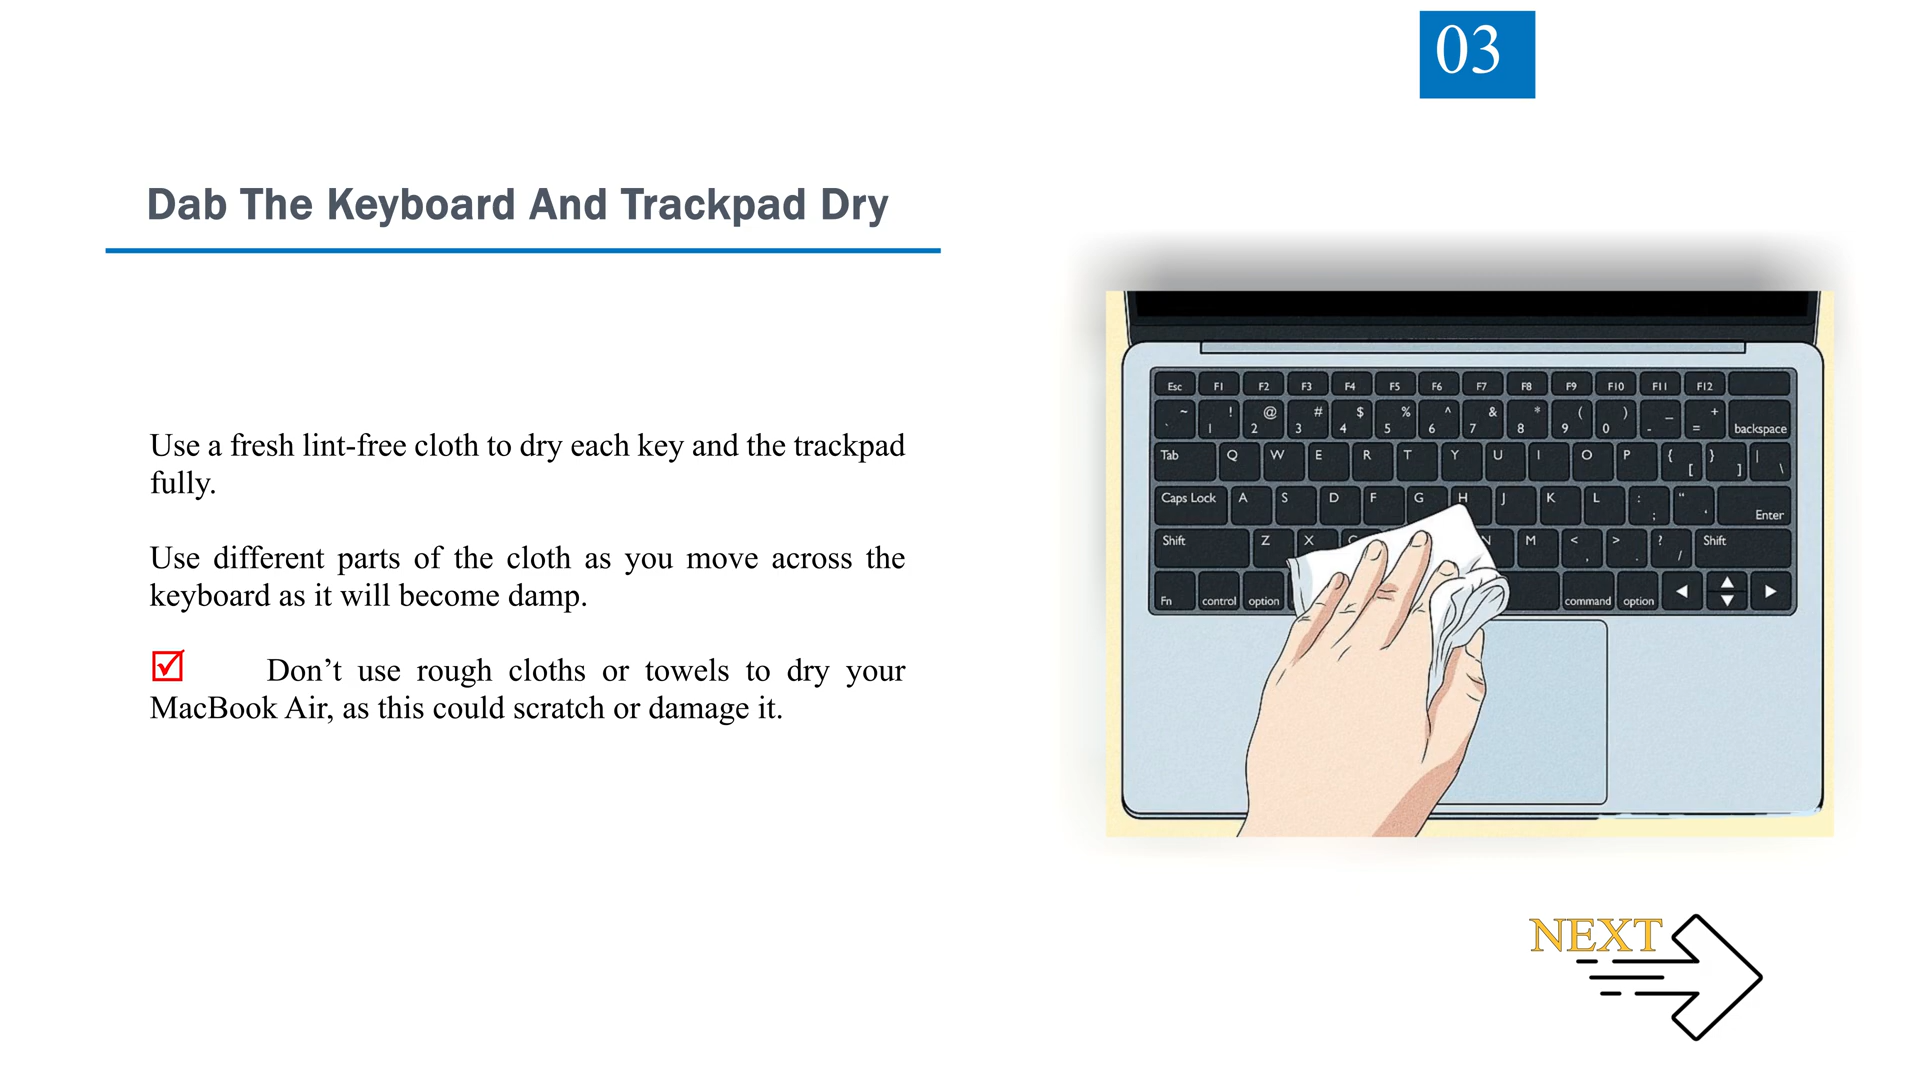 03
Dab The Keyboard And Trackpad Dry
Use a fresh lint-free cloth to dry each key and the trackpad
fully.
Use different parts of the cloth as you move across the
keyboard as it will become damp.
Don’t use rough cloths or towels to dry your
MacBook Air, as this could scratch or damage it.
Esc F1 F2 F3 F4 F5 F6 F7 F8 F9 F10 F11 F12
~ ! @ # $ % ^ & * ( ) _ +
` 1 2 3 4 5 6 7 8 9 0 - = backspace
Tab Q W E R T Y U I O P { } |
[ ] \
Caps Lock A S D F G H J K L : “
; ‘ Enter
Shift Z X C N M < > ? Shift
, . /
Fn control option command option ◀ ▲ ▼ ▶
NEXT